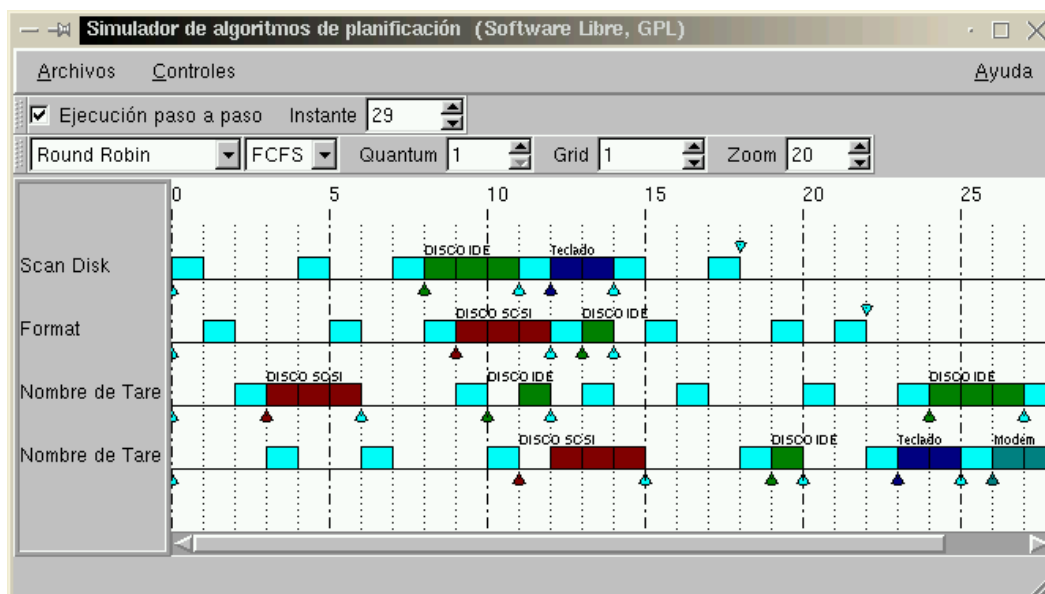 Simulador de algoritmos de planificación (Software Libre, GPL)
Archivos Controles Ayuda
Ejecución paso a paso Instante 29
Round Robin FCFS Quantum 1 Grid 1 Zoom 20
0 5 10 15 20 25
DISCO IDE Teclado
Scan Disk
DISCO SCSI DISCO IDE
Format
DISCO SCSI DISCO IDE DISCO IDE
Nombre de Tare
DISCO SCSI DISCO IDE Teclado Modém
Nombre de Tare